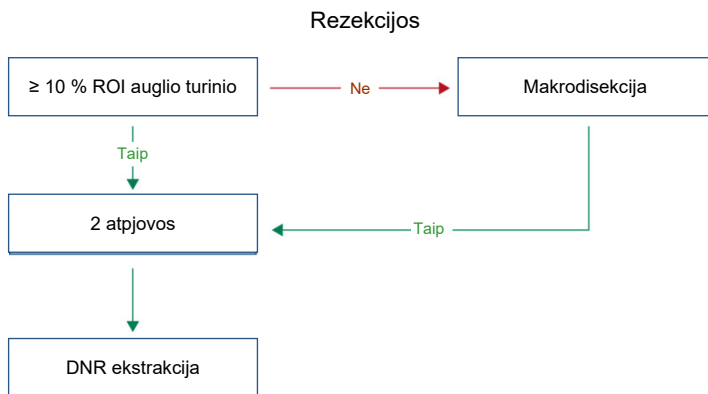 Rezekcijos
≥ 10 % ROI auglio turinio
Ne
Makrodisekcija
Taip
2 atpjovos
Taip
DNR ekstrakcija